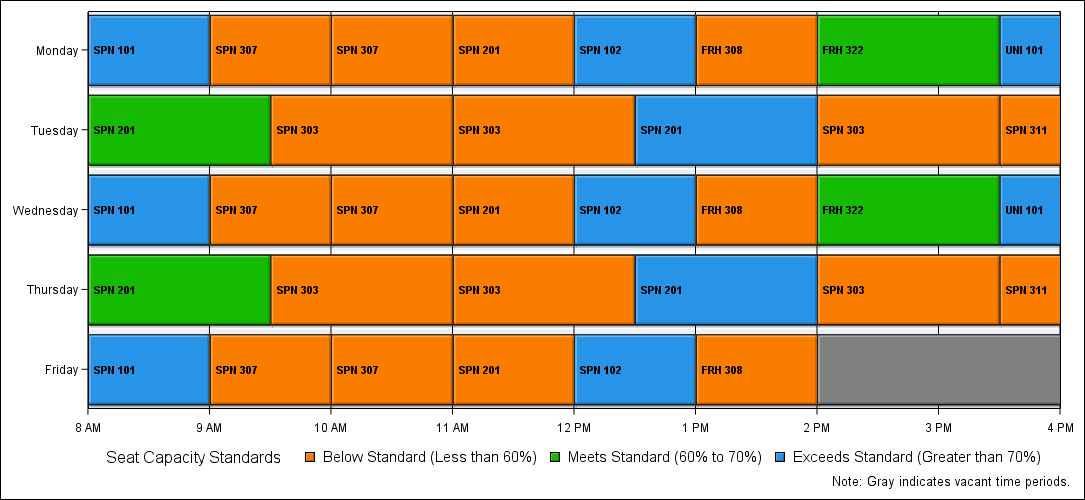 Monday
SPN 101 SPN 307 SPN 307 SPN 201 SPN 102 FRH 308 FRH 322 UNI 101
Tuesday
SPN 201 SPN 303 SPN 303 SPN 201 SPN 303 SPN 311
Wednesday
SPN 101 SPN 307 SPN 307 SPN 201 SPN 102 FRH 308 FRH 322 UNI 101
Thursday
SPN 201 SPN 303 SPN 303 SPN 201 SPN 303 SPN 311
Friday
SPN 101 SPN 307 SPN 307 SPN 201 SPN 102 FRH 308
8 AM 9 AM 10 AM 11 AM 12 PM 1 PM 2 PM 3 PM 4 PM
Seat Capacity Standards Below Standard (Less than 60%) Meets Standard (60% to 70%) Exceeds Standard (Greater than 70%)
Note: Gray indicates vacant time periods.